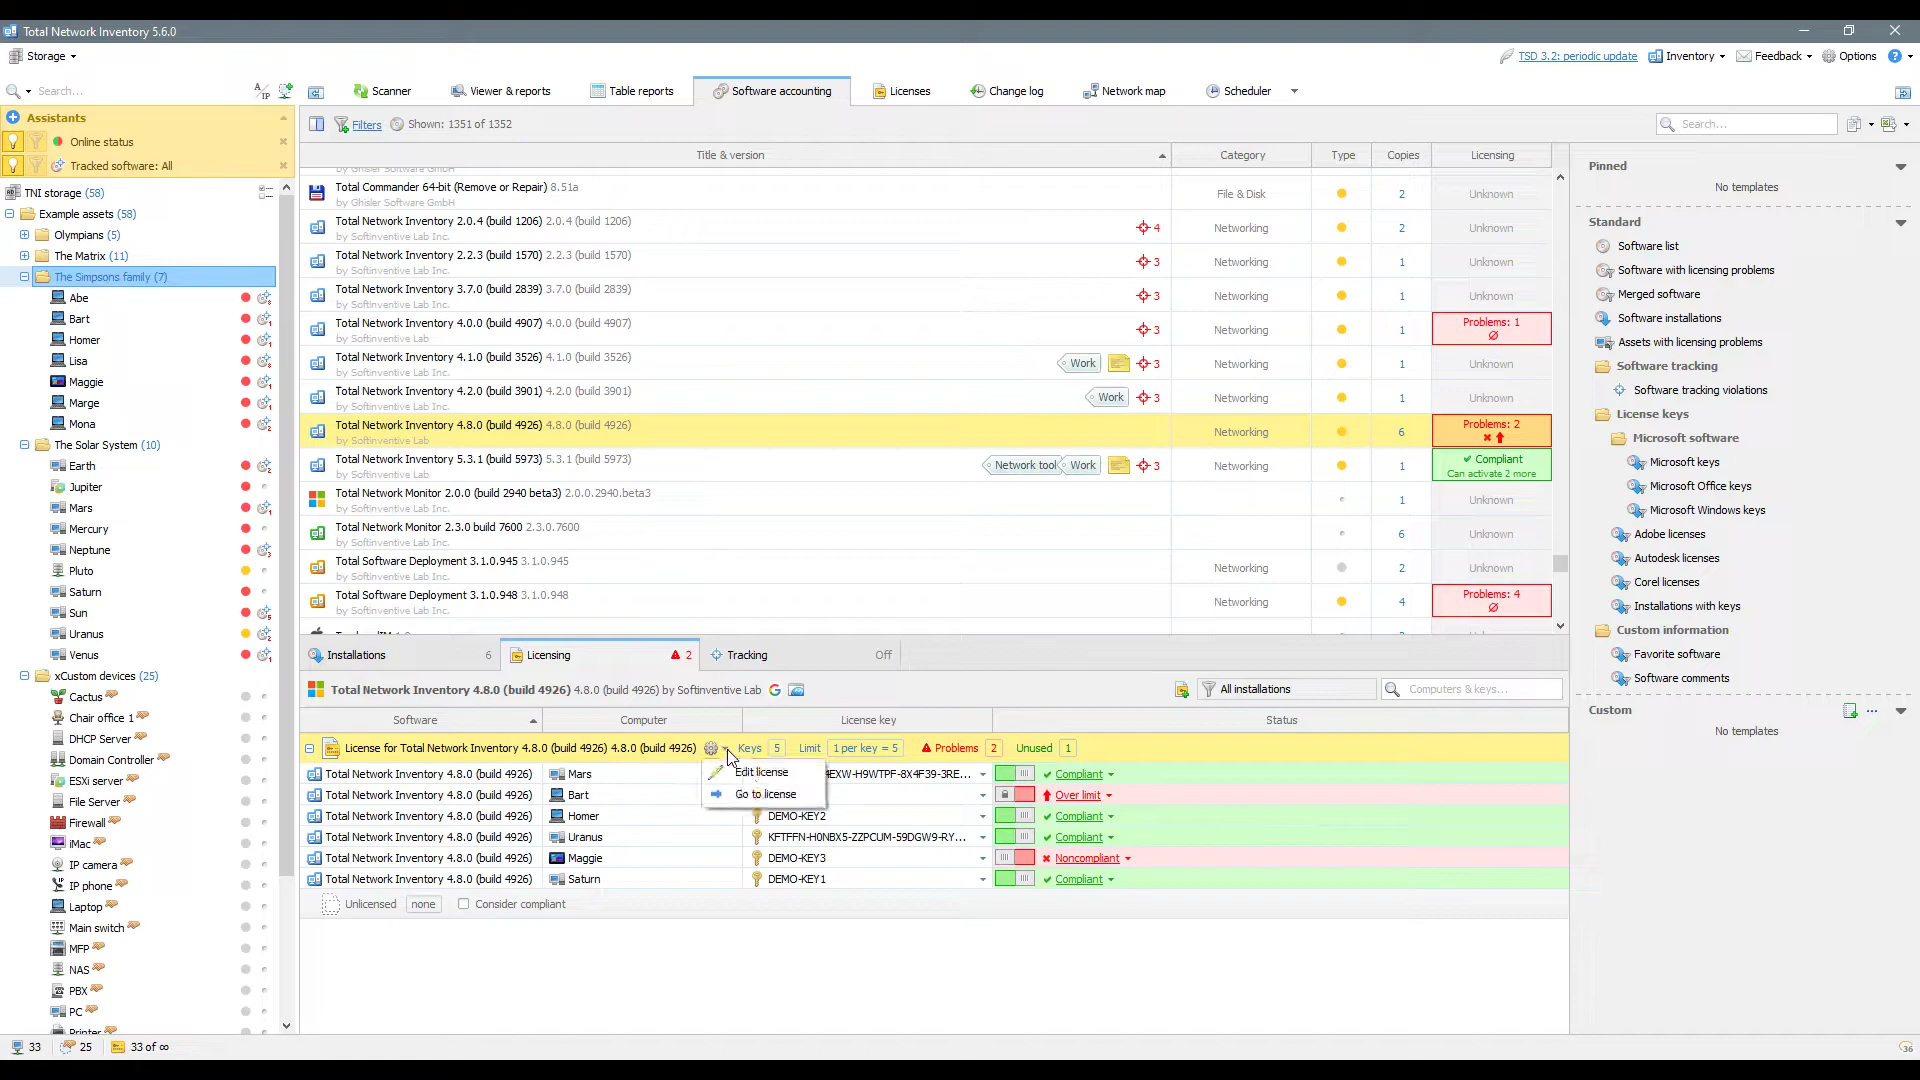 Total Network Inventory 5.6.0
Storage
TSD 3.2: periodic update
Inventory
Feedback
Options
Search...
A/IP
Scanner
Viewer & reports
Table reports
Software accounting
Licenses
Change log
Network map
Scheduler
Assistants
Online status
Tracked software: All
TNI storage (58)
Example assets (58)
Olympians (5)
The Matrix (11)
The Simpsons family (7)
Abe
Bart
Homer
Lisa
Maggie
Marge
Mona
The Solar System (10)
Earth
Jupiter
Mars
Mercury
Neptune
Pluto
Saturn
Sun
Uranus
Venus
xCustom devices (25)
Cactus
Chair office 1
DHCP Server
Domain Controller
ESXi server
File Server
Firewall
iMac
IP camera
IP phone
Laptop
Main switch
MFP
NAS
PBX
PC
Printer
Filters
Shown: 1351 of 1352
Search...
Title & version
Category
Type
Copies
Licensing
by Ghisler Software GmbH
Total Commander 64-bit (Remove or Repair) 8.51a
by Ghisler Software GmbH
File & Disk
2
Unknown
Total Network Inventory 2.0.4 (build 1206) 2.0.4 (build 1206)
by Softinventive Lab Inc.
4
Networking
2
Unknown
Total Network Inventory 2.2.3 (build 1570) 2.2.3 (build 1570)
by Softinventive Lab Inc.
3
Networking
1
Unknown
Total Network Inventory 3.7.0 (build 2839) 3.7.0 (build 2839)
by Softinventive Lab Inc.
3
Networking
1
Unknown
Total Network Inventory 4.0.0 (build 4907) 4.0.0 (build 4907)
by Softinventive Lab
3
Networking
1
Problems: 1
Total Network Inventory 4.1.0 (build 3526) 4.1.0 (build 3526)
by Softinventive Lab Inc.
Work
3
Networking
1
Unknown
Total Network Inventory 4.2.0 (build 3901) 4.2.0 (build 3901)
by Softinventive Lab Inc.
Work
3
Networking
1
Unknown
Total Network Inventory 4.8.0 (build 4926) 4.8.0 (build 4926)
by Softinventive Lab
Networking
6
Problems: 2
Total Network Inventory 5.3.1 (build 5973) 5.3.1 (build 5973)
by Softinventive Lab
Network tool
Work
3
Networking
1
Compliant
Can activate 2 more
Total Network Monitor 2.0.0 (build 2940 beta3) 2.0.0.2940.beta3
by Softinventive Lab Inc.
1
Unknown
Total Network Monitor 2.3.0 build 7600 2.3.0.7600
by Softinventive Lab Inc.
6
Unknown
Total Software Deployment 3.1.0.945 3.1.0.945
by Softinventive Lab Inc.
Networking
2
Unknown
Total Software Deployment 3.1.0.948 3.1.0.948
by Softinventive Lab Inc.
Networking
4
Problems: 4
Installations 6
Licensing 2
Tracking Off
Total Network Inventory 4.8.0 (build 4926) 4.8.0 (build 4926) by Softinventive Lab
All installations
Computers & keys...
Software
Computer
License key
Status
License for Total Network Inventory 4.8.0 (build 4926) 4.8.0 (build 4926)
Keys 5
Limit 1 per key = 5
Problems 2
Unused 1
Edit license
Go to license
Total Network Inventory 4.8.0 (build 4926) Mars 4EXW-H9WTPF-8X4F39-3RE... Compliant
Total Network Inventory 4.8.0 (build 4926) Bart Over limit
Total Network Inventory 4.8.0 (build 4926) Homer DEMO-KEY2 Compliant
Total Network Inventory 4.8.0 (build 4926) Uranus KFTFFN-H0NBX5-ZZPCUM-59DGW9-RY... Compliant
Total Network Inventory 4.8.0 (build 4926) Maggie DEMO-KEY3 Noncompliant
Total Network Inventory 4.8.0 (build 4926) Saturn DEMO-KEY1 Compliant
Unlicensed none Consider compliant
Pinned
No templates
Standard
Software list
Software with licensing problems
Merged software
Software installations
Assets with licensing problems
Software tracking
Software tracking violations
License keys
Microsoft software
Microsoft keys
Microsoft Office keys
Microsoft Windows keys
Adobe licenses
Autodesk licenses
Corel licenses
Installations with keys
Custom information
Favorite software
Software comments
Custom
No templates
33
25
33 of ∞
36